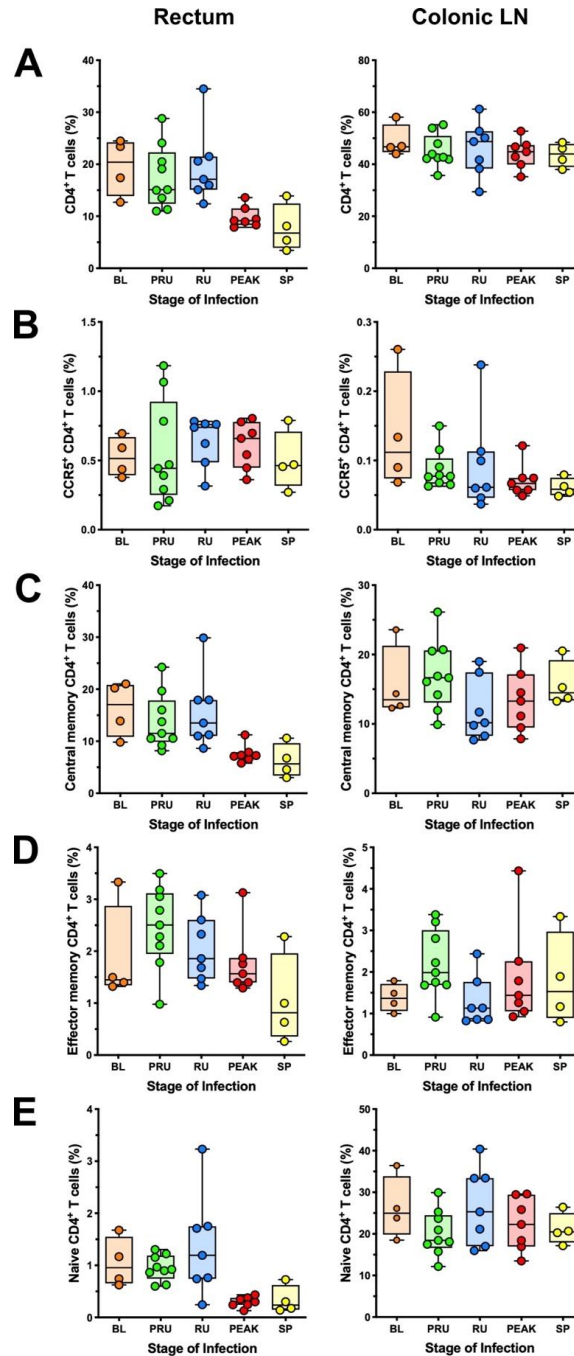 Rectum Colonic LN
A
CD4⁺ T cells (%)
40
30
20
10
0
BL PRU RU PEAK SP
Stage of Infection
CD4⁺ T cells (%)
80
60
40
20
0
BL PRU RU PEAK SP
Stage of Infection
B
CCR5⁺ CD4⁺ T cells (%)
1.5
1.0
0.5
0.0
BL PRU RU PEAK SP
Stage of Infection
CCR5⁺ CD4⁺ T cells (%)
0.3
0.2
0.1
0.0
BL PRU RU PEAK SP
Stage of Infection
C
Central memory CD4⁺ T cells (%)
40
30
20
10
0
BL PRU RU PEAK SP
Stage of Infection
Central memory CD4⁺ T cells (%)
30
20
10
0
BL PRU RU PEAK SP
Stage of Infection
D
Effector memory CD4⁺ T cells (%)
4
3
2
1
0
BL PRU RU PEAK SP
Stage of Infection
Effector memory CD4⁺ T cells (%)
5
4
3
2
1
0
BL PRU RU PEAK SP
Stage of Infection
E
Naive CD4⁺ T cells (%)
4
3
2
1
0
BL PRU RU PEAK SP
Stage of Infection
Naive CD4⁺ T cells (%)
50
40
30
20
10
0
BL PRU RU PEAK SP
Stage of Infection